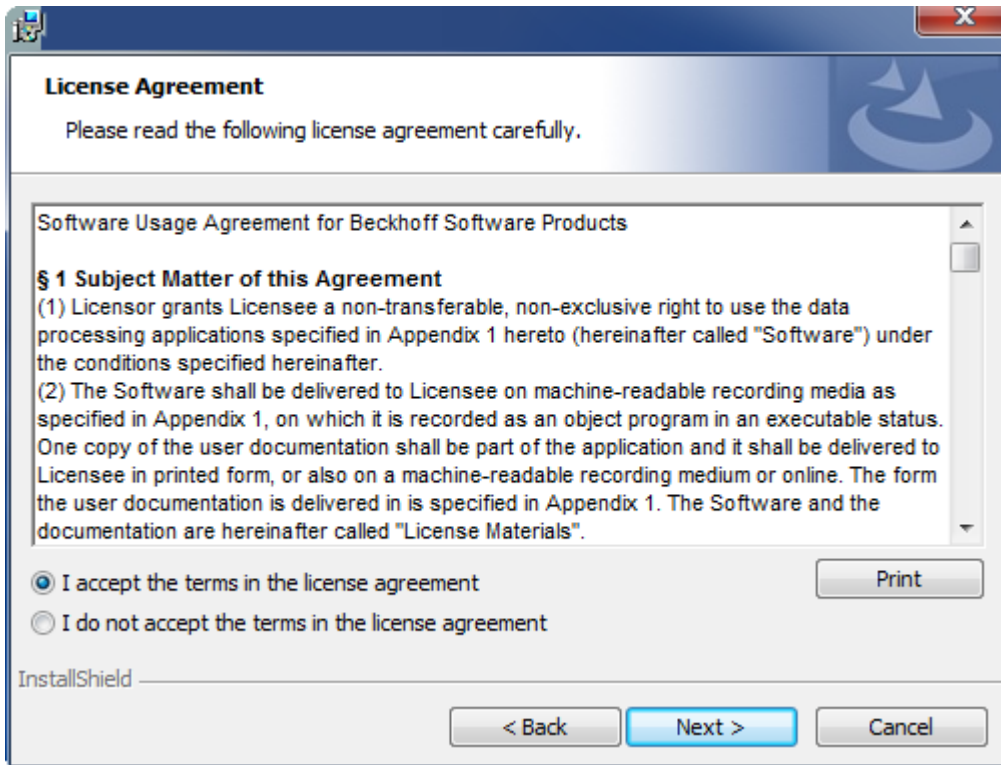 License Agreement
Please read the following license agreement carefully.
Software Usage Agreement for Beckhoff Software Products
§ 1 Subject Matter of this Agreement
(1) Licensor grants Licensee a non-transferable, non-exclusive right to use the data
processing applications specified in Appendix 1 hereto (hereinafter called "Software") under
the conditions specified hereinafter.
(2) The Software shall be delivered to Licensee on machine-readable recording media as
specified in Appendix 1, on which it is recorded as an object program in an executable status.
One copy of the user documentation shall be part of the application and it shall be delivered to
Licensee in printed form, or also on a machine-readable recording medium or online. The form
the user documentation is delivered in is specified in Appendix 1. The Software and the
documentation are hereinafter called "License Materials".
I accept the terms in the license agreement
Print
I do not accept the terms in the license agreement
InstallShield
< Back
Next >
Cancel